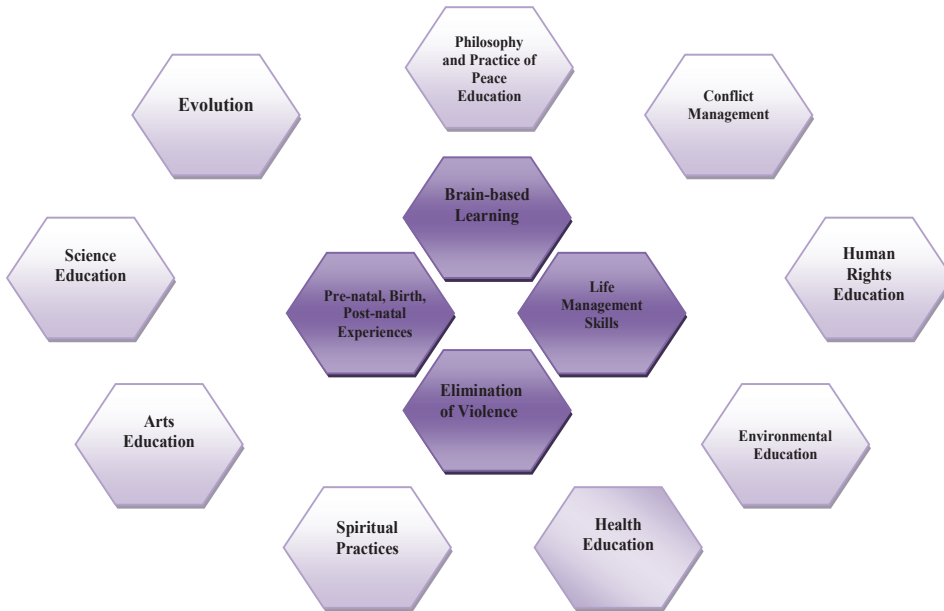 Philosophy
and Practice of
Peace
Education
Evolution
Conflict
Management
Brain-based
Learning
Science
Education
Human
Rights
Education
Pre-natal, Birth,
Post-natal
Experiences
Life
Management
Skills
Elimination
of Violence
Arts
Education
Environmental
Education
Spiritual
Practices
Health
Education